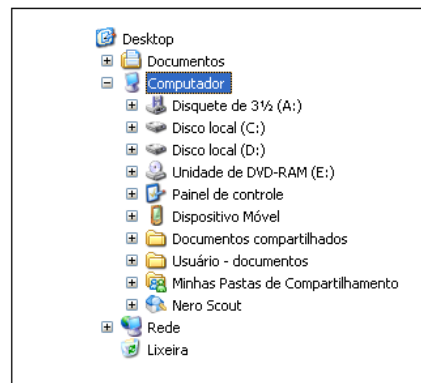 Desktop
Documentos
Computador
Disquete de 3½ (A:)
Disco local (C:)
Disco local (D:)
Unidade de DVD-RAM (E:)
Painel de controle
Dispositivo Móvel
Documentos compartilhados
Usuário - documentos
Minhas Pastas de Compartilhamento
Nero Scout
Rede
Lixeira